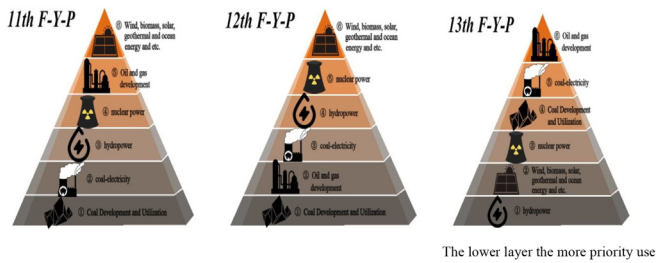 11th F-Y-P
⑥ Wind, biomass, solar,
geothermal and ocean
energy and etc.
⑤ Oil and gas
development
④ nuclear power
③ hydropower
② coal-electricity
① Coal Development and Utilization
12th F-Y-P
⑥ Wind, biomass, solar,
geothermal and ocean
energy and etc.
⑤ nuclear power
④ hydropower
③ coal-electricity
② Oil and gas
development
① Coal Development and Utilization
13th F-Y-P
⑥ Oil and gas
development
⑤ coal-electricity
④ Coal Development
and Utilization
③ nuclear power
② Wind, biomass, solar,
geothermal and ocean
energy and etc.
① hydropower
The lower layer the more priority use